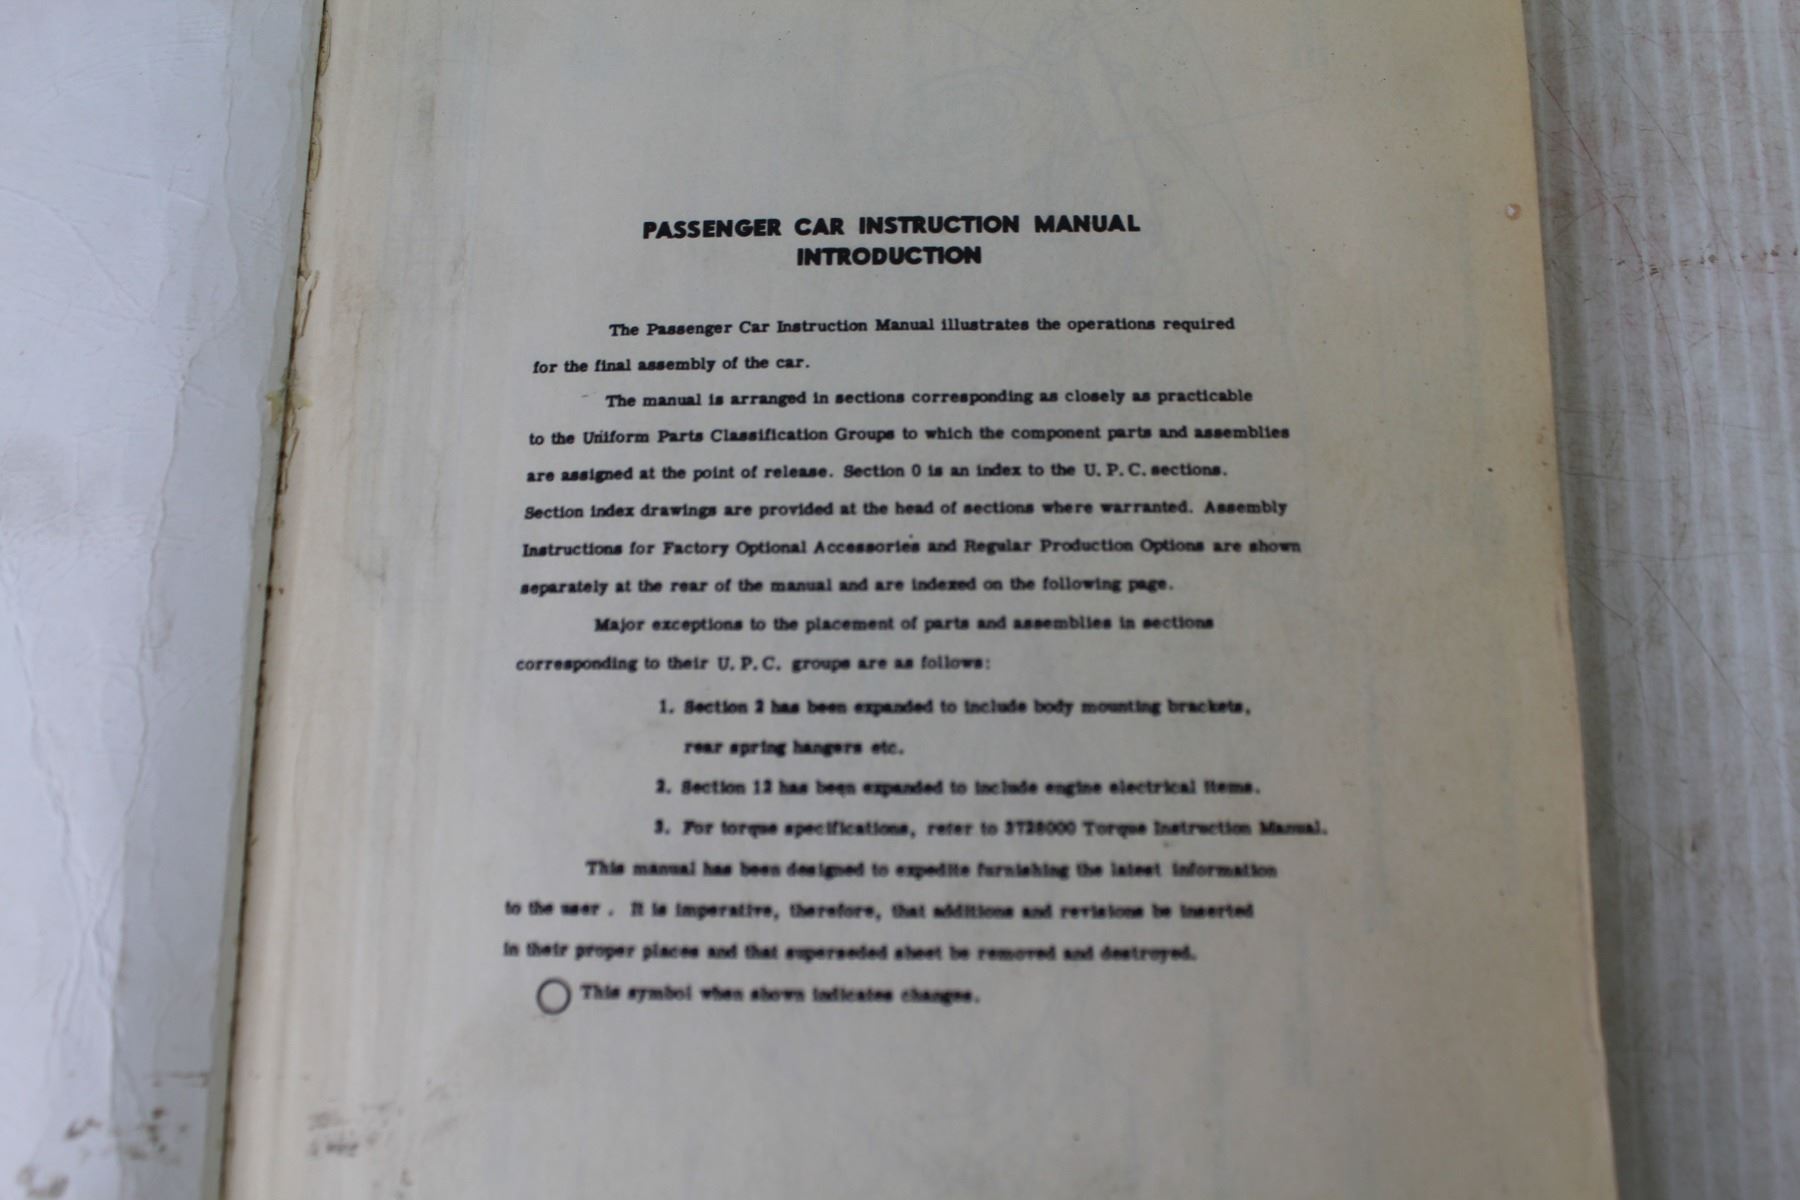 PASSENGER CAR INSTRUCTION MANUAL
INTRODUCTION
The Passenger Car Instruction Manual illustrates the operations required
for the final assembly of the car.
The manual is arranged in sections corresponding as closely as practicable
to the Uniform Parts Classification Groups to which the component parts and assemblies
are assigned at the point of release. Section 0 is an index to the U. P. C. sections.
Section index drawings are provided at the head of sections where warranted. Assembly
Instructions for Factory Optional Accessories and Regular Production Options are shown
separately at the rear of the manual and are indexed on the following page.
Major exceptions to the placement of parts and assemblies in sections
corresponding to their U. P. C. groups are as follows:
1. Section 2 has been expanded to include body mounting brackets,
rear spring hangers etc.
2. Section 12 has been expanded to include engine electrical items.
3. For torque specifications, refer to 3728000 Torque Instruction Manual.
This manual has been designed to expedite furnishing the latest information
to the user . It is imperative, therefore, that additions and revisions be inserted
in their proper places and that superseded sheet be removed and destroyed.
This symbol when shown indicates changes.